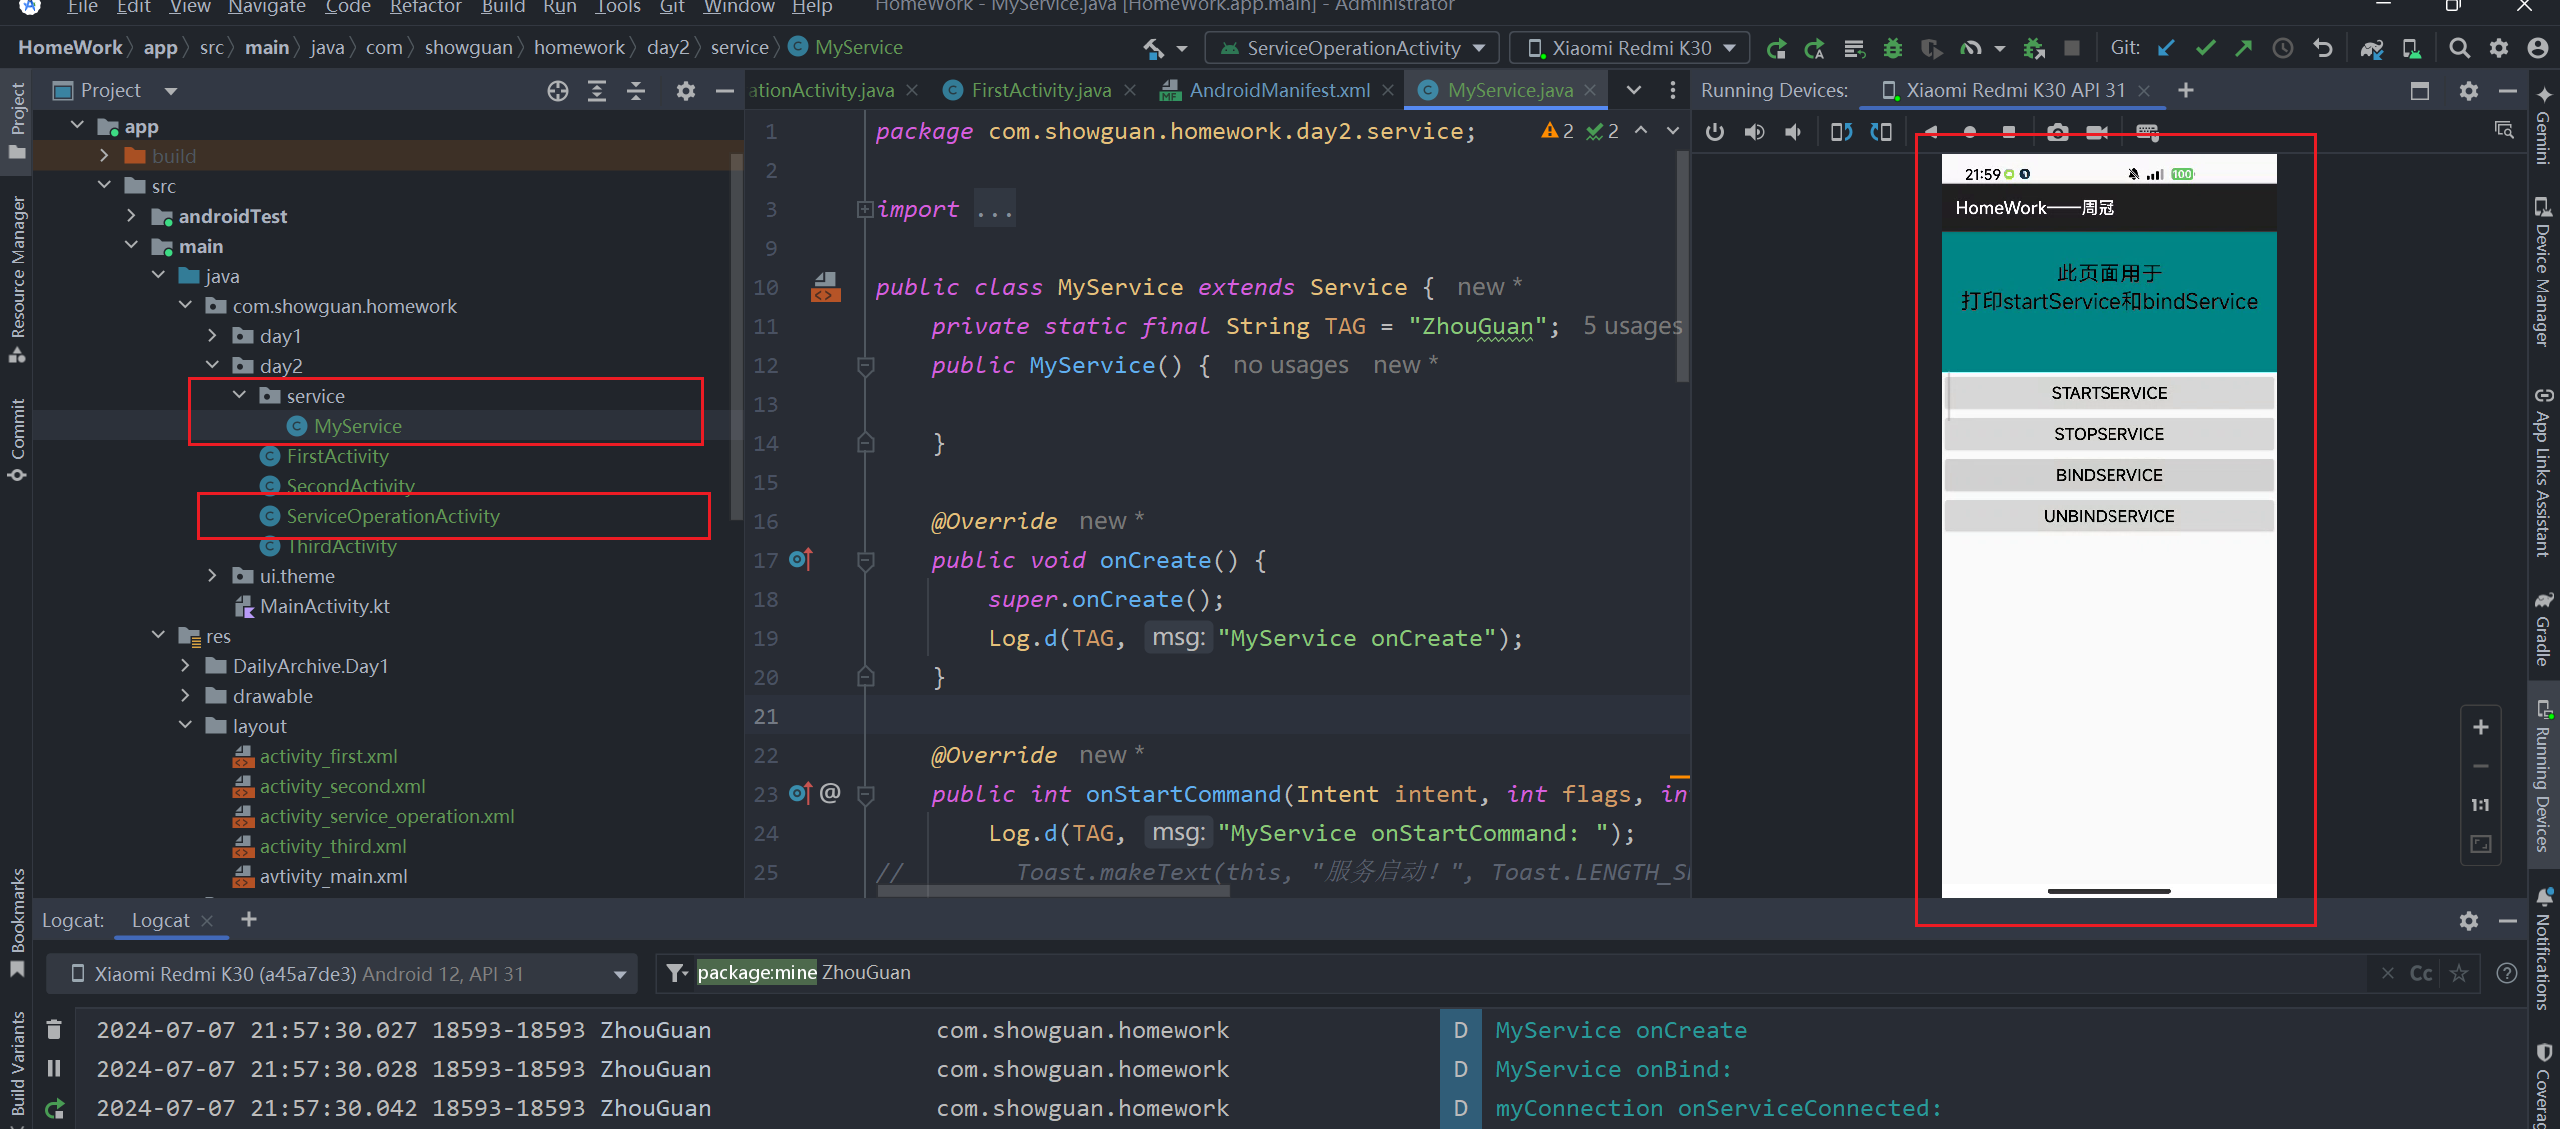 File Edit View Navigate Code Refactor Build Run Tools Git Window Help HomeWork - MyService.java [HomeWork.app.main] - Administrator
HomeWork app src main java com showguan homework day2 service MyService
ServiceOperationActivity Xiaomi Redmi K30 Git:
Project
ationActivity.java FirstActivity.java AndroidManifest.xml MyService.java
Running Devices: Xiaomi Redmi K30 API 31
Project
Resource Manager
Commit
Bookmarks
Build Variants
app
build
src
androidTest
main
java
com.showguan.homework
day1
day2
service
MyService
FirstActivity
SecondActivity
ServiceOperationActivity
ThirdActivity
ui.theme
MainActivity.kt
res
DailyArchive.Day1
drawable
layout
activity_first.xml
activity_second.xml
activity_service_operation.xml
activity_third.xml
avtivity_main.xml
2 2
1 package com.showguan.homework.day2.service;
2
3 import ...
9
10 public class MyService extends Service { new *
11 private static final String TAG = "ZhouGuan"; 5 usages
12 public MyService() { no usages new *
13
14 }
15
16 @Override new *
17 public void onCreate() {
18 super.onCreate();
19 Log.d(TAG, msg: "MyService onCreate");
20 }
21
22 @Override new *
23 @ public int onStartCommand(Intent intent, int flags, in
24 Log.d(TAG, msg: "MyService onStartCommand: ");
25 // Toast.makeText(this, "服务启动！", Toast.LENGTH_SH
21:59 100
HomeWork——周冠
此页面用于
打印startService和bindService
STARTSERVICE
STOPSERVICE
BINDSERVICE
UNBINDSERVICE
1:1
Gemini
Device Manager
App Links Assistant
Gradle
Running Devices
Notifications
Coverag
Logcat: Logcat
Xiaomi Redmi K30 (a45a7de3) Android 12, API 31
package:mine ZhouGuan Cc
2024-07-07 21:57:30.027 18593-18593 ZhouGuan com.showguan.homework D MyService onCreate
2024-07-07 21:57:30.028 18593-18593 ZhouGuan com.showguan.homework D MyService onBind:
2024-07-07 21:57:30.042 18593-18593 ZhouGuan com.showguan.homework D myConnection onServiceConnected: